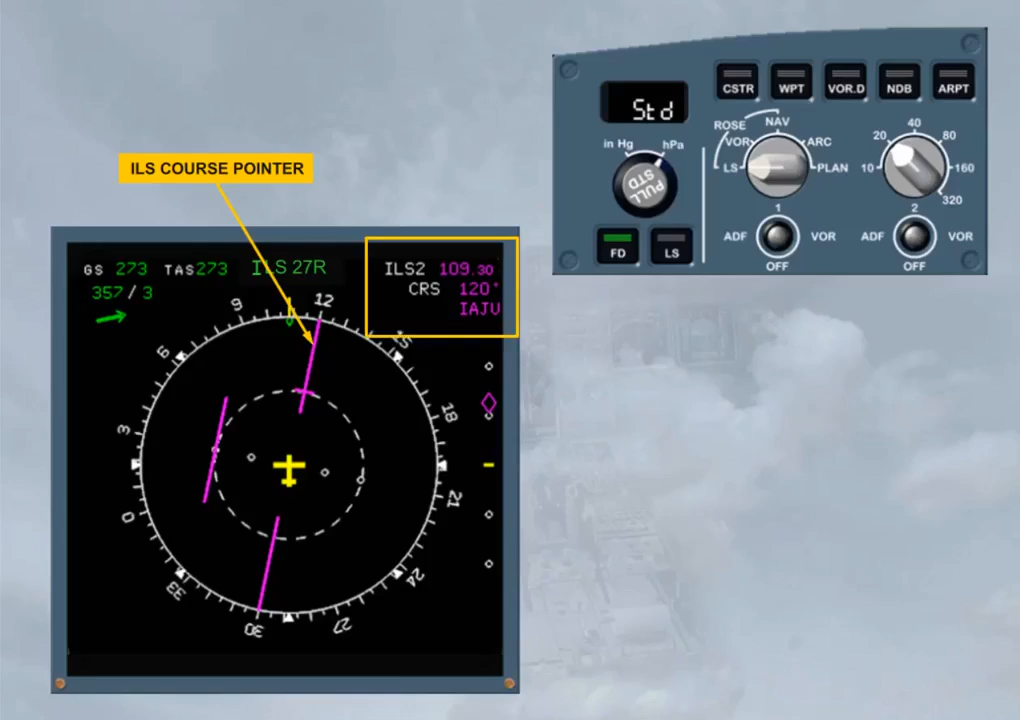 Std
CSTR
WPT
VOR.D
NDB
ARPT
in Hg
hPa
PULL
STD
ROSE
NAV
VOR
ARC
LS
PLAN
10
20
40
80
160
320
1
ADF
VOR
OFF
2
ADF
VOR
OFF
FD
LS
ILS COURSE POINTER
GS 273 TAS273
ILS 27R
357 / 3
ILS2 109.30
CRS 120°
IAJU
9
12
15
18
21
24
27
30
33
0
3
6